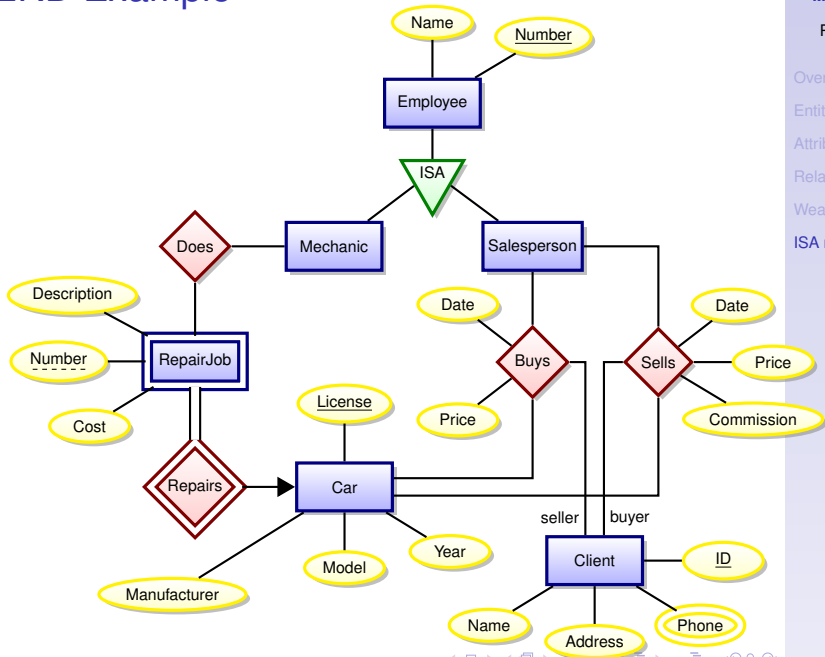 ERD Example
Name
Number
Employee
ISA
Does
Mechanic
Salesperson
Description
Date
Date
Number
RepairJob
Buys
Sells
Price
Cost
License
Price
Commission
Repairs
Car
seller
buyer
Year
Model
Client
ID
Manufacturer
Name
Address
Phone